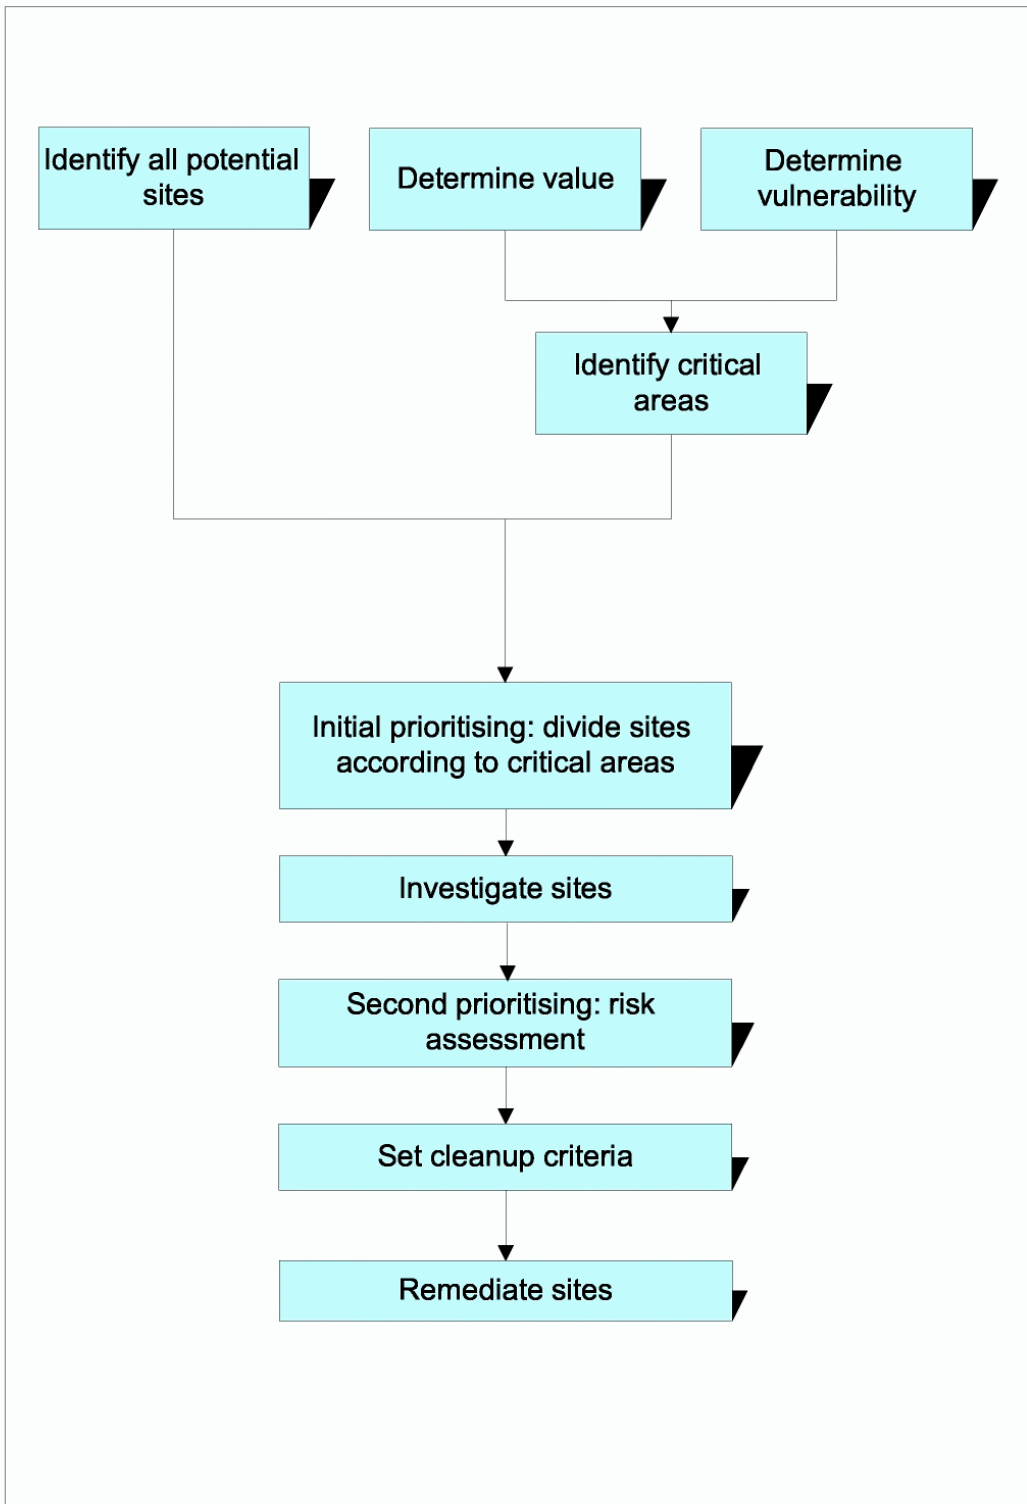 Identify all potential
sites
Determine value
Determine
vulnerability
Identify critical
areas
Initial prioritising: divide sites
according to critical areas
Investigate sites
Second prioritising: risk
assessment
Set cleanup criteria
Remediate sites